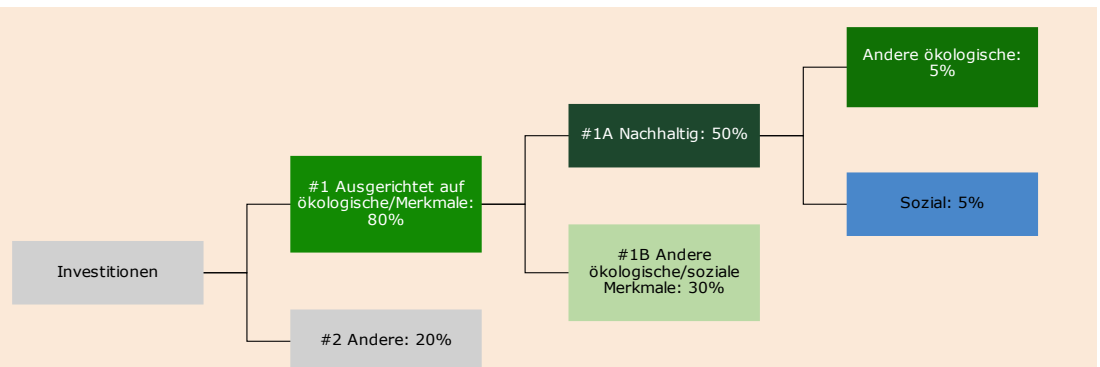 Investitionen
#1 Ausgerichtet auf
ökologische/Merkmale:
80%
#2 Andere: 20%
#1A Nachhaltig: 50%
#1B Andere
ökologische/soziale
Merkmale: 30%
Andere ökologische:
5%
Sozial: 5%